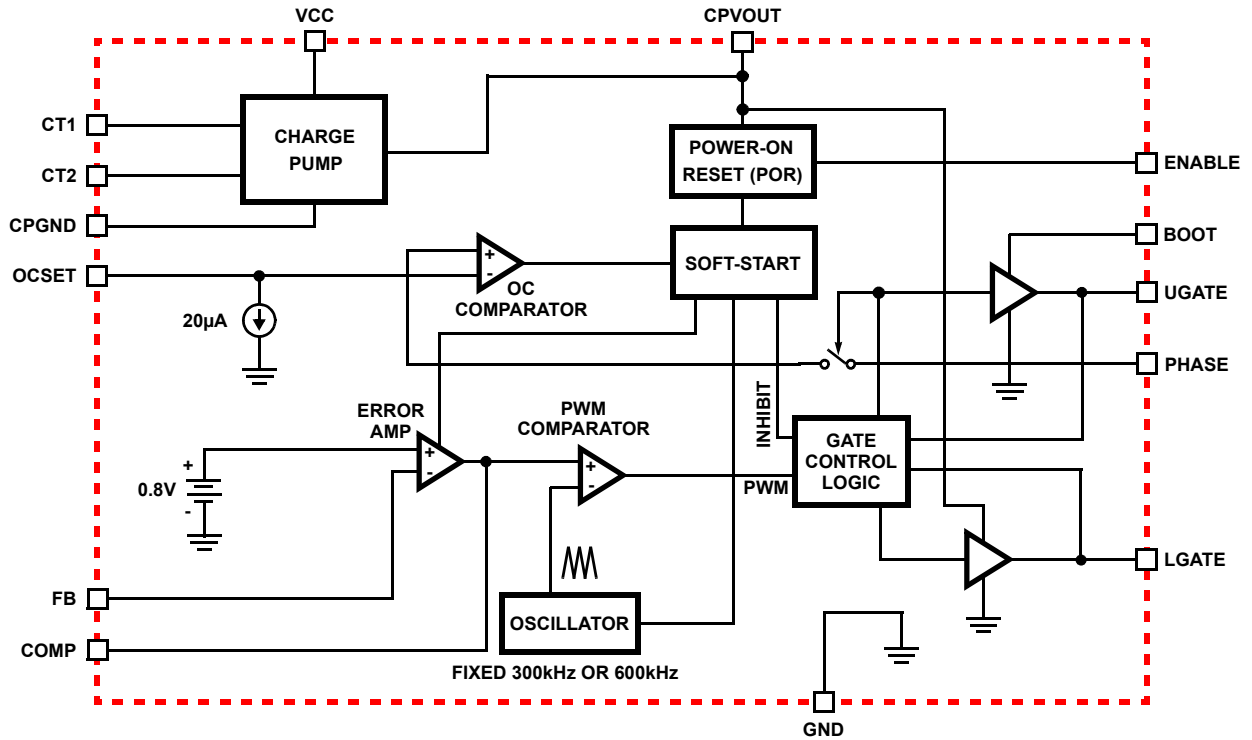 VCC
CPVOUT
CT1
CHARGE
PUMP
CT2
CPGND
POWER-ON
RESET (POR)
ENABLE
BOOT
OCSET
+
-
OC
COMPARATOR
SOFT-START
UGATE
20µA
PHASE
ERROR
AMP
PWM
COMPARATOR
INHIBIT
+
0.8V
-
+
-
+
-
PWM
GATE
CONTROL
LOGIC
LGATE
FB
OSCILLATOR
COMP
FIXED 300kHz OR 600kHz
GND